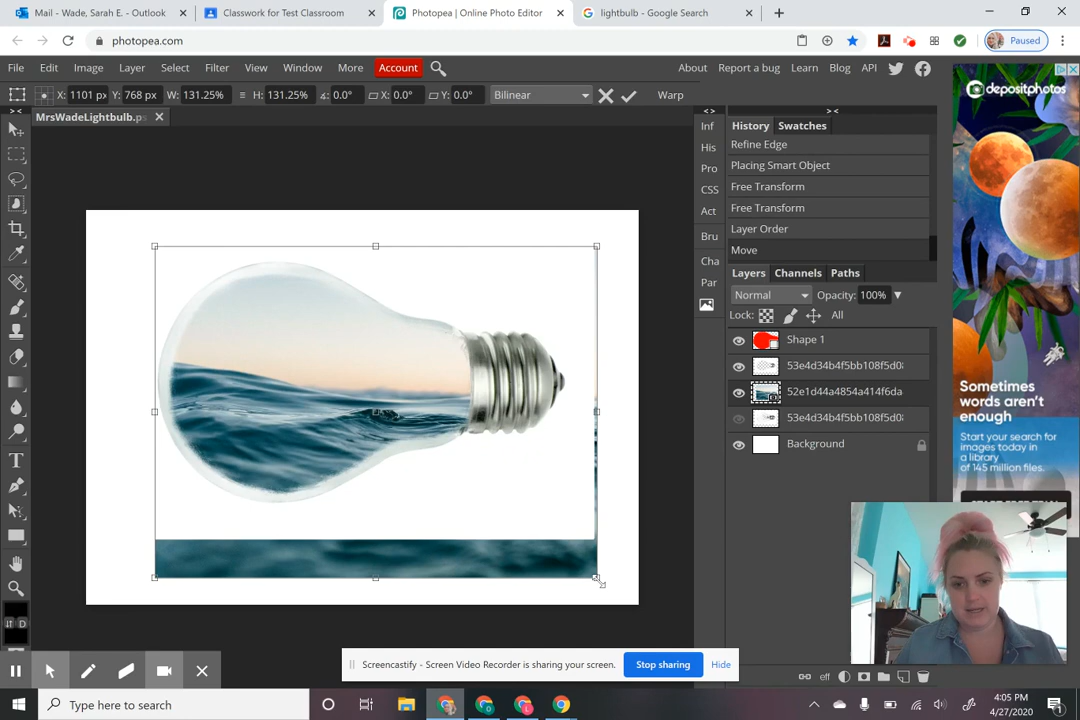 Mail - Wade, Sarah E. - Outlook
Classwork for Test Classroom
Photopea | Online Photo Editor
lightbulb - Google Search
photopea.com
Paused
File Edit Image Layer Select Filter View Window More Account
About Report a bug Learn Blog API
X: 1101 px Y: 768 px W: 131.25% H: 131.25% 0.0° X: 0.0° Y: 0.0° Bilinear Warp
MrsWadeLightbulb.ps
Inf
His
Pro
CSS
Act
Bru
Cha
Par
History Swatches
Refine Edge
Placing Smart Object
Free Transform
Free Transform
Layer Order
Move
Layers Channels Paths
Normal Opacity: 100%
Lock: All
Shape 1
53e4d34b4f5bb108f5d0
52e1d44a4854a414f6da
53e4d34b4f5bb108f5d0
Background
eff
D
depositphotos
Sometimes
words aren't
enough
Start your search for
images today in
a library
of 145 million files.
Screencastify - Screen Video Recorder is sharing your screen.
Stop sharing
Hide
Type here to search
4:05 PM
4/27/2020